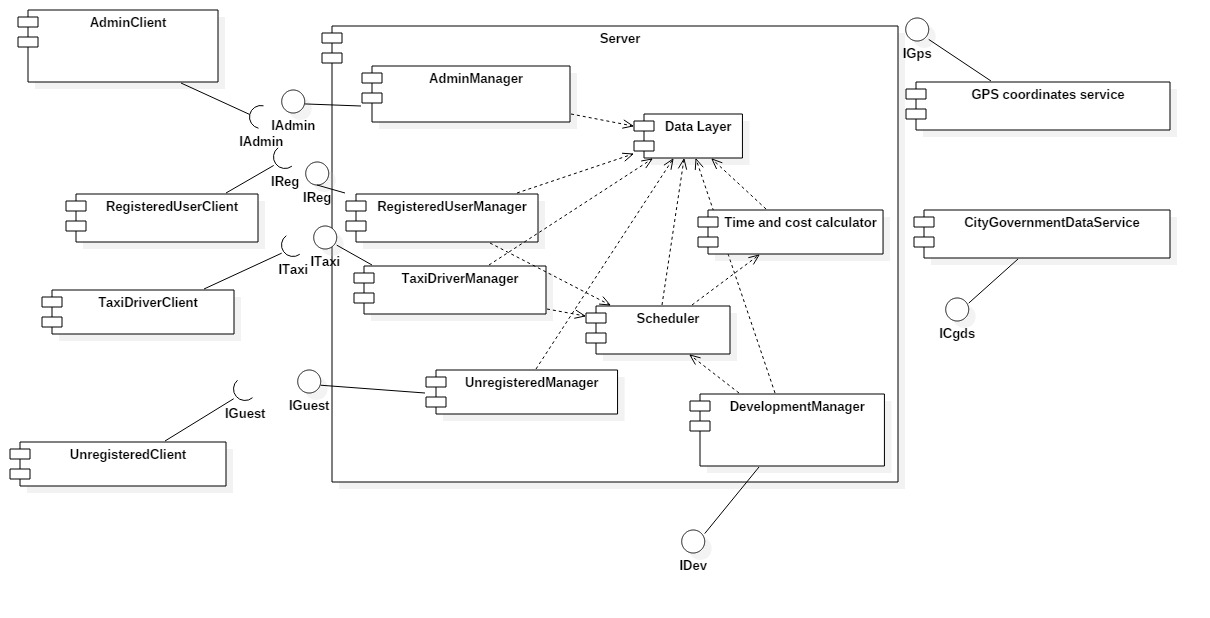 AdminClient
Server
IGps
AdminManager
GPS coordinates service
IAdmin
Data Layer
IAdmin
IReg
IReg
RegisteredUserClient
RegisteredUserManager
Time and cost calculator
CityGovernmentDataService
ITaxi
ITaxi
TaxiDriverManager
TaxiDriverClient
Scheduler
ICgds
UnregisteredManager
IGuest
IGuest
DevelopmentManager
UnregisteredClient
IDev